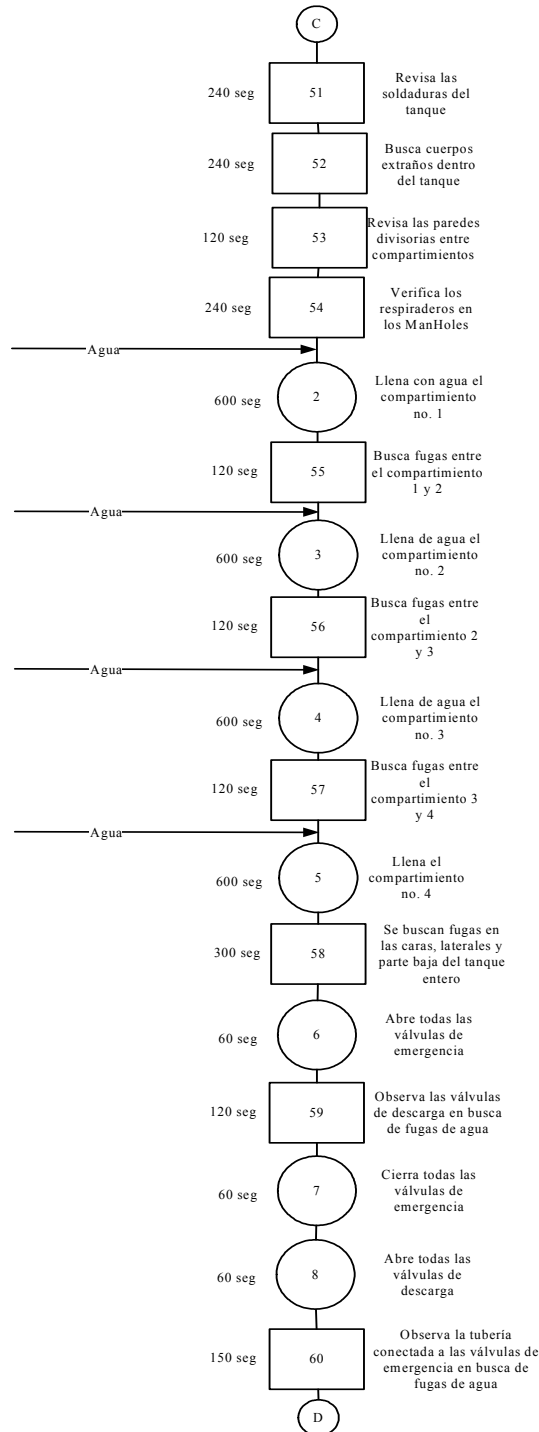 C
240 seg
51
Revisa las
soldaduras del
tanque
240 seg
52
Busca cuerpos
extraños dentro
del tanque
120 seg
53
Revisa las paredes
divisorias entre
compartimientos
240 seg
54
Verifica los
respiraderos en
los ManHoles
Agua
600 seg
2
Llena con agua el
compartimiento
no. 1
120 seg
55
Busca fugas entre
el compartimiento
1 y 2
Agua
600 seg
3
Llena de agua el
compartimiento
no. 2
120 seg
56
Busca fugas entre
el
compartimiento 2
y 3
Agua
600 seg
4
Llena de agua el
compartimiento
no. 3
120 seg
57
Busca fugas entre
el
compartimiento 3
y 4
Agua
600 seg
5
Llena el
compartimiento
no. 4
300 seg
58
Se buscan fugas en
las caras, laterales y
parte baja del tanque
entero
60 seg
6
Abre todas las
válvulas de
emergencia
120 seg
59
Observa las válvulas
de descarga en busca
de fugas de agua
60 seg
7
Cierra todas las
válvulas de
emergencia
60 seg
8
Abre todas las
válvulas de
descarga
150 seg
60
Observa la tubería
conectada a las válvulas de
emergencia en busca de
fugas de agua
D